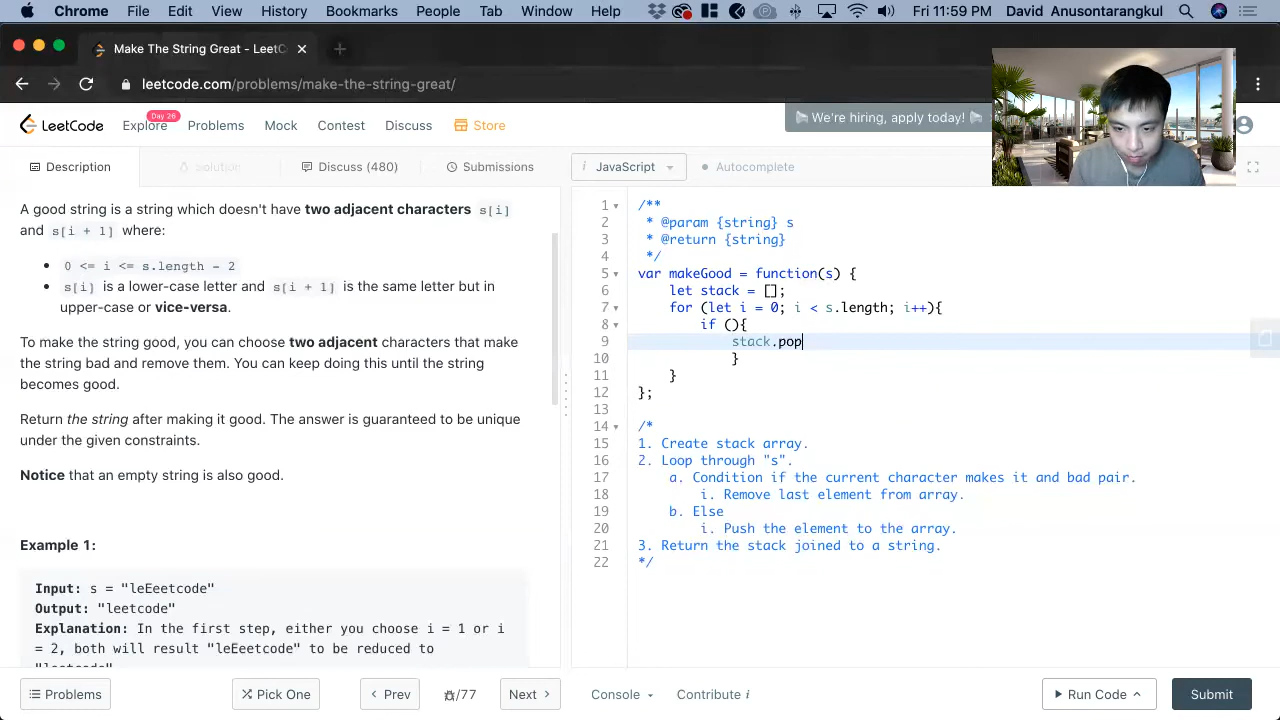 Chrome File Edit View History Bookmarks People Tab Window Help Fri 11:59 PM David Anusontarangkul
Make The String Great - LeetC
leetcode.com/problems/make-the-string-great/
LeetCode Explore Day 26 Problems Mock Contest Discuss Store We're hiring, apply today!
Description Solution Discuss (480) Submissions i JavaScript Autocomplete
A good string is a string which doesn't have two adjacent characters s[i]
and s[i + 1] where:
0 <= i <= s.length - 2
s[i] is a lower-case letter and s[i + 1] is the same letter but in
upper-case or vice-versa.
To make the string good, you can choose two adjacent characters that make
the string bad and remove them. You can keep doing this until the string
becomes good.
Return the string after making it good. The answer is guaranteed to be unique
under the given constraints.
Notice that an empty string is also good.
Example 1:
Input: s = "leEeetcode"
Output: "leetcode"
Explanation: In the first step, either you choose i = 1 or i
= 2, both will result "leEeetcode" to be reduced to
"leetcode"
1 /**
2 * @param {string} s
3 * @return {string}
4 */
5 var makeGood = function(s) {
6 let stack = [];
7 for (let i = 0; i < s.length; i++){
8 if (){
9 stack.pop
10 }
11 }
12 };
13
14 /*
15 1. Create stack array.
16 2. Loop through "s".
17 a. Condition if the current character makes it and bad pair.
18 i. Remove last element from array.
19 b. Else
20 i. Push the element to the array.
21 3. Return the stack joined to a string.
22 */
Problems Pick One Prev /77 Next Console Contribute i Run Code Submit